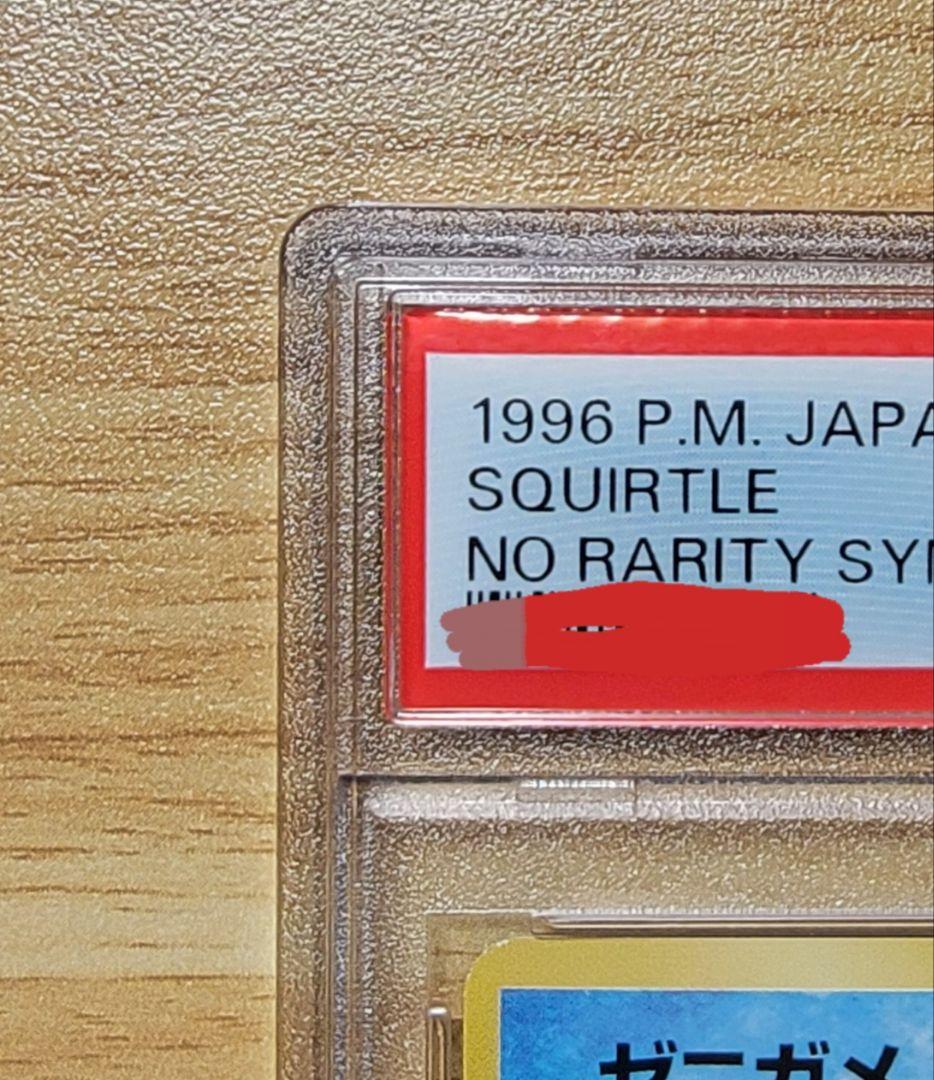 1996 P.M. JAPA
SQUIRTLE
NO RARITY SY
ゼニガメ